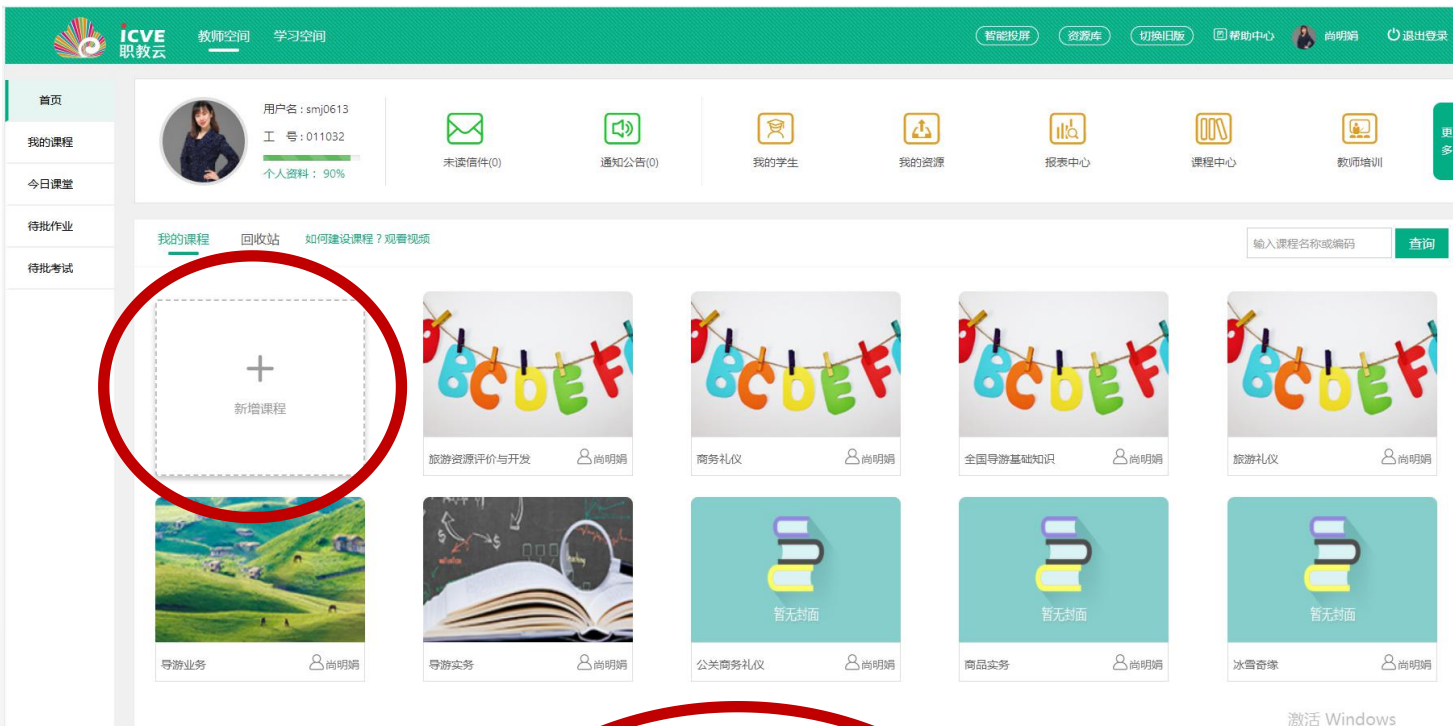 iCVE
职教云
教师空间 学习空间
智能投屏 资源库 切换旧版 帮助中心 尚明娟 退出登录
首页
我的课程
今日课堂
待批作业
待批考试
用户名 : smj0613
工 号 : 011032
个人资料 : 90%
未读信件(0)
通知公告(0)
我的学生
我的资源
报表中心
课程中心
教师培训
更多
我的课程 回收站 如何建设课程？观看视频
输入课程名称或编码 查询
新增课程
BCDEF
BCDEF
BCDEF
BCDEF
旅游资源评价与开发 尚明娟
商务礼仪 尚明娟
全国导游基础知识 尚明娟
旅游礼仪 尚明娟
暂无封面
暂无封面
暂无封面
导游业务 尚明娟
导游实务 尚明娟
公关商务礼仪 尚明娟
商品实务 尚明娟
冰雪奇缘 尚明娟
激活 Windows